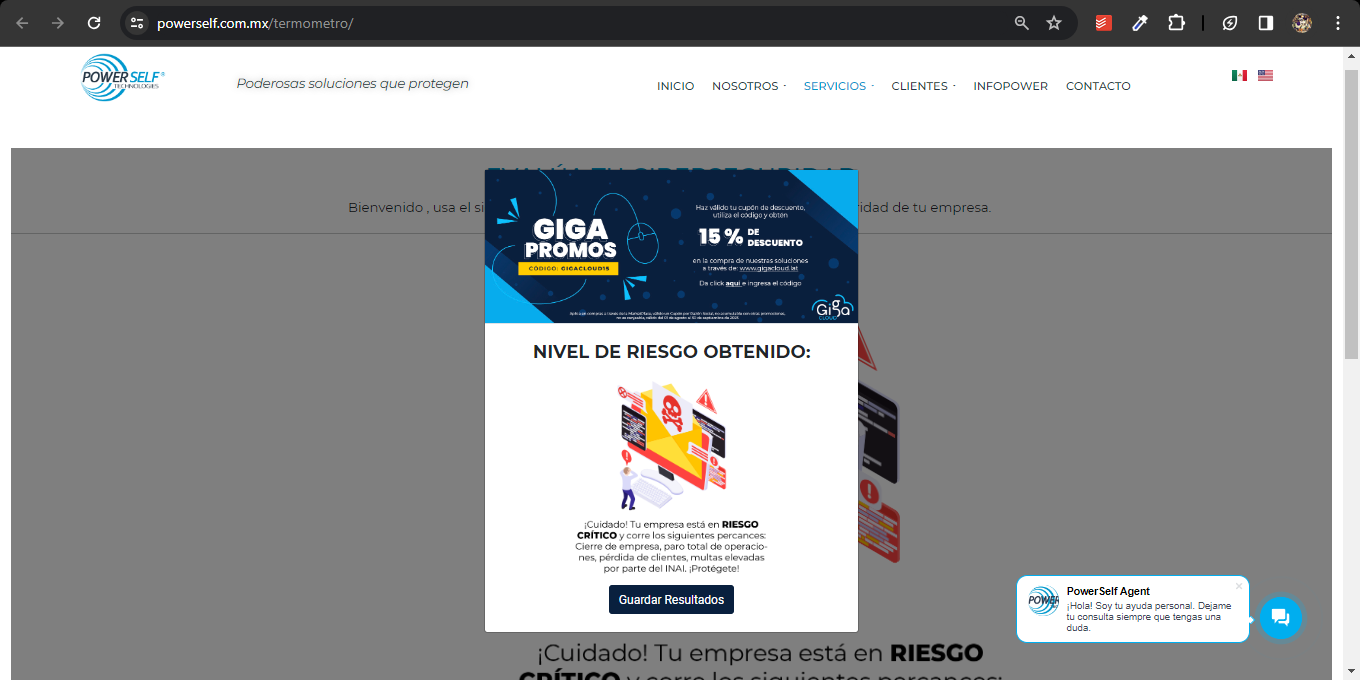 powerself.com.mx/termometro/
POWERSELF®
TECHNOLOGIES
Poderosas soluciones que protegen
INICIO NOSOTROS SERVICIOS CLIENTES INFOPOWER CONTACTO
Bienvenido , usa el si
ridad de tu empresa.
GIGA
PROMOS
CÓDIGO: GIGACLOUD15
Haz válido tu cupón de descuento,
utiliza el código y obtén
15 % DE
DESCUENTO
en la compra de nuestras soluciones
a través de: www.gigacloud.lat
Da click aquí e ingresa el código
Giga
CLOUD
NIVEL DE RIESGO OBTENIDO:
¡Cuidado! Tu empresa está en RIESGO
CRÍTICO y corre los siguientes percances:
Cierre de empresa, paro total de operacio-
nes, pérdida de clientes, multas elevadas
por parte del INAI. ¡Protégete!
Guardar Resultados
POWER
PowerSelf Agent
¡Hola! Soy tu ayuda personal. Dejame
tu consulta siempre que tengas una
duda.
¡Cuidado! Tu empresa está en RIESGO
CRÍTICO y corre los siguientes percances: